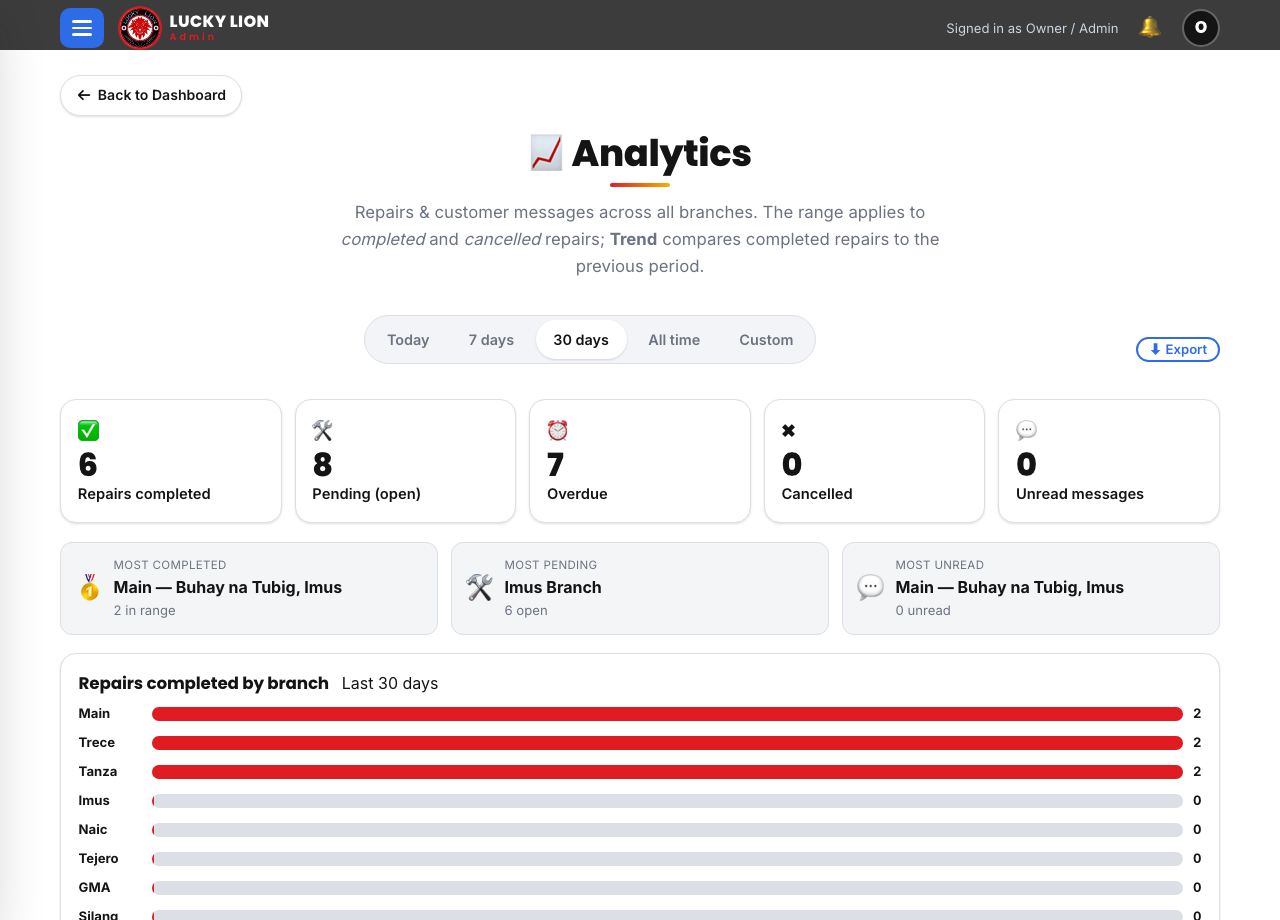 LUCKY LION
Admin
Signed in as Owner / Admin
O
← Back to Dashboard
Analytics
Repairs & customer messages across all branches. The range applies to
completed and cancelled repairs; Trend compares completed repairs to the
previous period.
Today
7 days
30 days
All time
Custom
⬇ Export
6
Repairs completed
8
Pending (open)
7
Overdue
0
Cancelled
0
Unread messages
MOST COMPLETED
Main — Buhay na Tubig, Imus
2 in range
MOST PENDING
Imus Branch
6 open
MOST UNREAD
Main — Buhay na Tubig, Imus
0 unread
Repairs completed by branch Last 30 days
Main 2
Trece 2
Tanza 2
Imus 0
Naic 0
Tejero 0
GMA 0
Silang 0